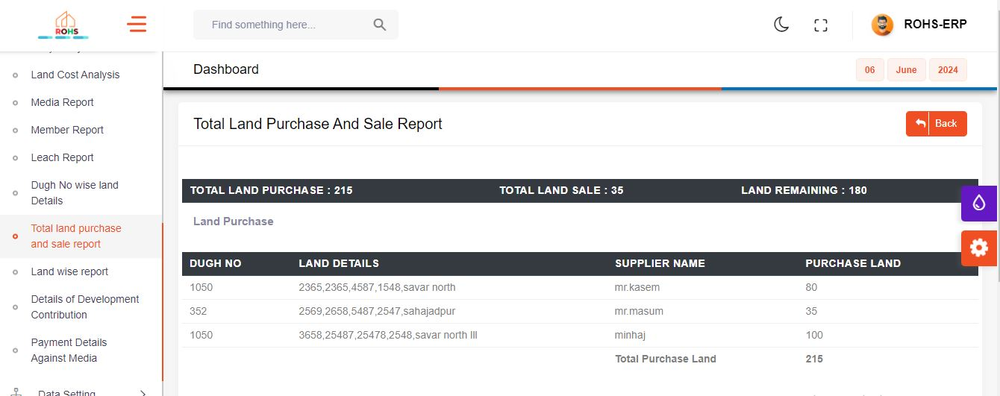 ROHS
Find something here...
ROHS-ERP
Land Cost Analysis
Media Report
Member Report
Leach Report
Dugh No wise land
Details
Total land purchase
and sale report
Land wise report
Details of Development
Contribution
Payment Details
Against Media
Data Setting
Dashboard
06 June 2024
Total Land Purchase And Sale Report
Back
TOTAL LAND PURCHASE : 215 TOTAL LAND SALE : 35 LAND REMAINING : 180
Land Purchase
DUGH NO LAND DETAILS SUPPLIER NAME PURCHASE LAND
1050 2365,2365,4587,1548,savar north mr.kasem 80
352 2569,2658,5487,2547,sahajadpur mr.masum 35
1050 3658,25487,25478,2548,savar north lll minhaj 100
Total Purchase Land 215